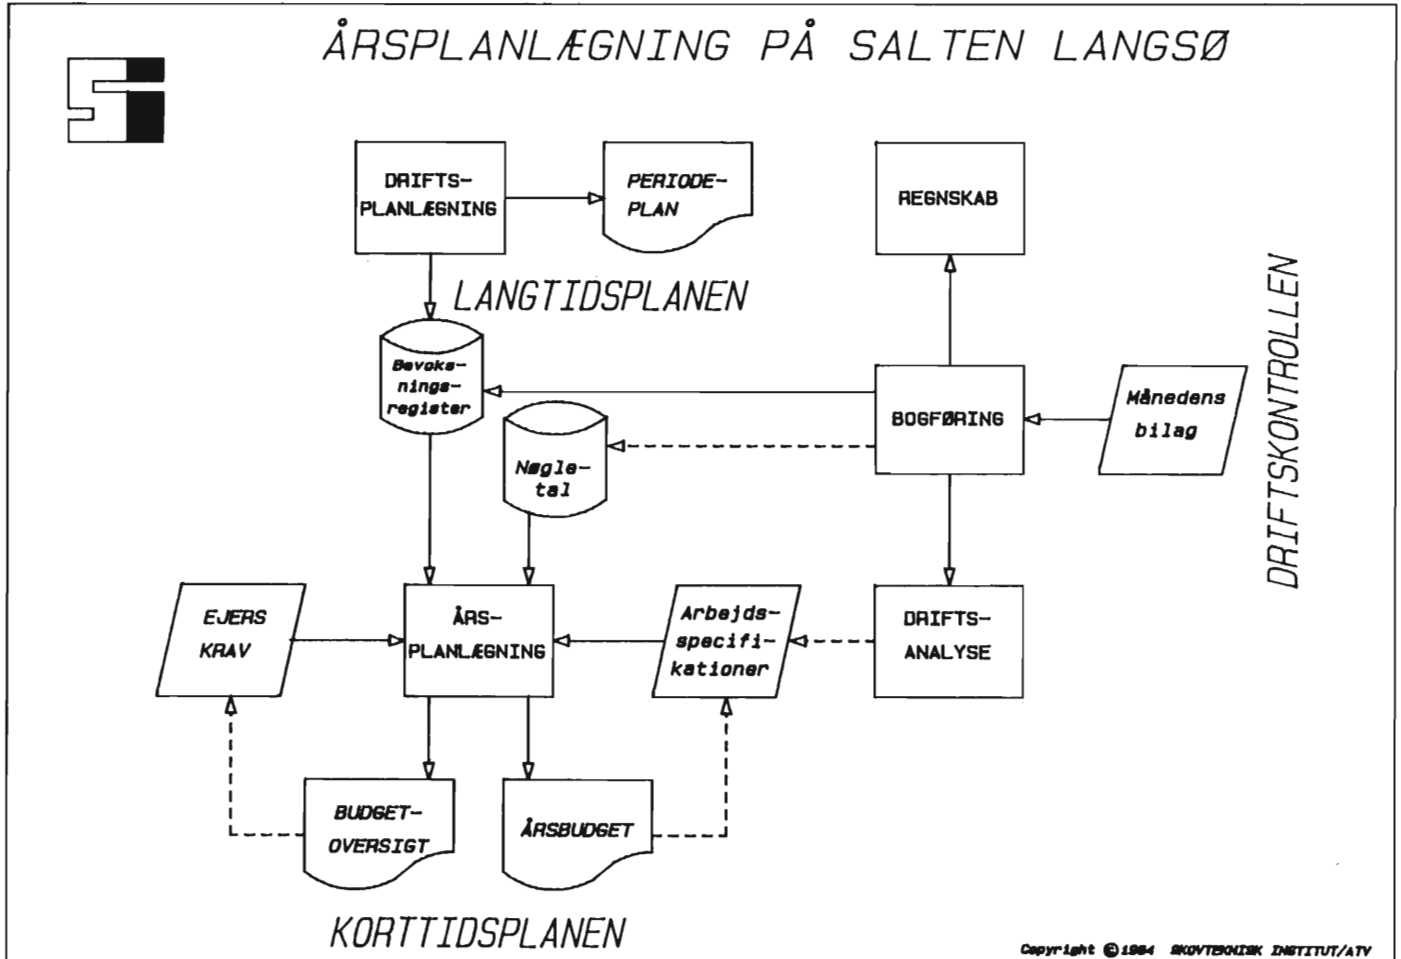 ÅRSPLANLÆGNING PÅ SALTEN LANGSØ
DRIFTS-
PLANLÆGNING
PERIODE-
PLAN
REGNSKAB
LANGTIDSPLANEN
Bevoks-
nings-
register
BOGFØRING
Månedens
bilag
DRIFTSKONTROLLEN
Nøgle-
tal
EJERS
KRAV
ÅRS-
PLANLÆGNING
Arbejds-
specifi-
kationer
DRIFTS-
ANALYSE
BUDGET-
OVERSIGT
ÅRSBUDGET
KORTTIDSPLANEN
Copyright ©1984 SKOVTEKNISK INSTITUT/ATV